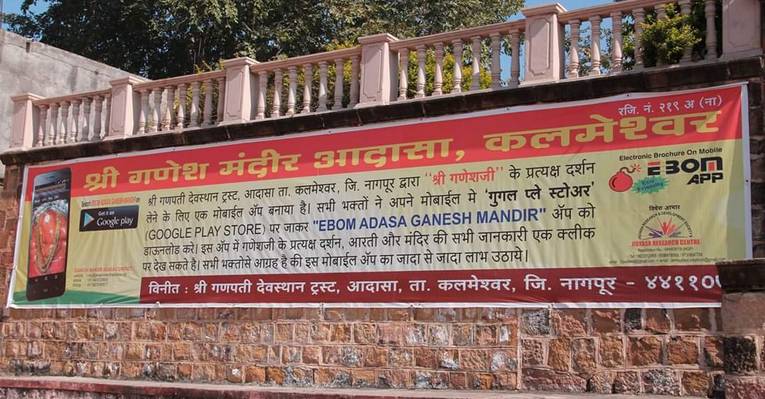 रजि. नं. २१९ अ (ना)
श्री गणेश मंदीर आदासा, कलमेश्वर
Electronic Brochure On Mobile
EBOM
APP
Get it on
Google play
श्री गणपती देवस्थान ट्रस्ट, आदासा ता. कलमेश्वर, जि. नागपूर द्वारा "श्री गणेशजी" के प्रत्यक्ष दर्शन
लेने के लिए एक मोबाईल ॲप बनाया है। सभी भक्तों ने अपने मोबाईल मे 'गुगल प्ले स्टोअर'
(GOOGLE PLAY STORE) पर जाकर "EBOM ADASA GANESH MANDIR" ॲप को
डाऊनलोड करे। इस ॲप में गणेशजी के प्रत्यक्ष दर्शन, आरती और मंदिर की सभी जानकारी एक क्लीक
पर देख सकते है। सभी भक्तोसे आग्रह है की इस मोबाईल ॲप का जादा से जादा लाभ उठाये।
विशेष आभार
JIGYASA RESEARCH CENTRE
विनीत : श्री गणपती देवस्थान ट्रस्ट, आदासा, ता. कलमेश्वर, जि. नागपूर - ४४११०